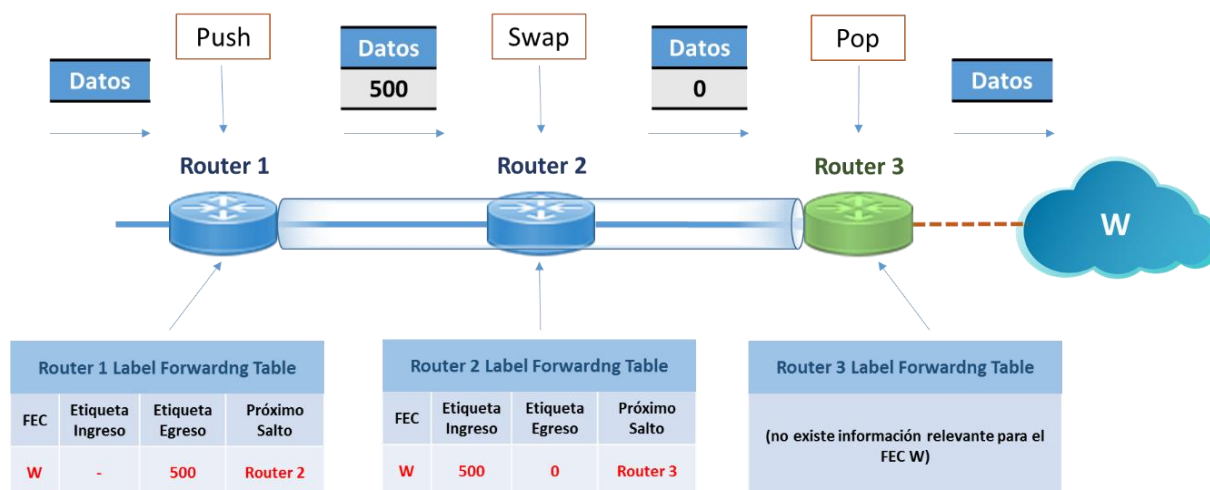 Push
Swap
Pop
Datos
Datos
500
Datos
0
Datos
Router 1
Router 2
Router 3
W
Router 1 Label Forwardng Table
FEC
Etiqueta
Ingreso
Etiqueta
Egreso
Próximo
Salto
W
-
500
Router 2
Router 2 Label Forwardng Table
FEC
Etiqueta
Ingreso
Etiqueta
Egreso
Próximo
Salto
W
500
0
Router 3
Router 3 Label Forwardng Table
(no existe información relevante para el
FEC W)